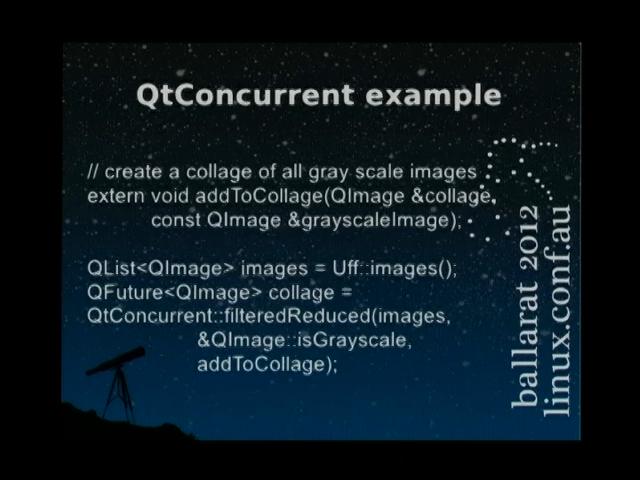 QtConcurrent example
// create a collage of all gray scale images
extern void addToCollage(QImage &collage,
const QImage &grayscaleImage);
QList<QImage> images = Uff::images();
QFuture<QImage> collage =
QtConcurrent::filteredReduced(images,
&QImage::isGrayscale,
addToCollage);
ballarat 2012
linux.conf.au